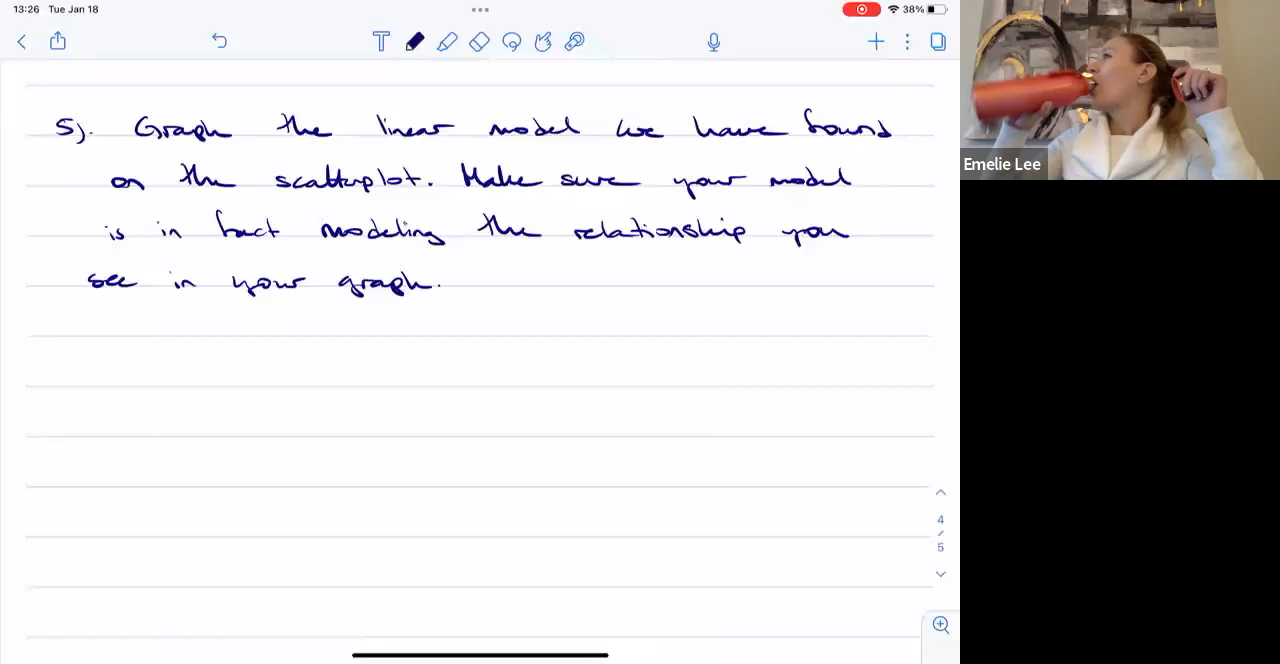 13:26 Tue Jan 18
38%
5). Graph the linear model we have found
on the scatterplot. Make sure your model
is in fact modeling the relationship you
see in your graph.
4
/
5
Emelie Lee